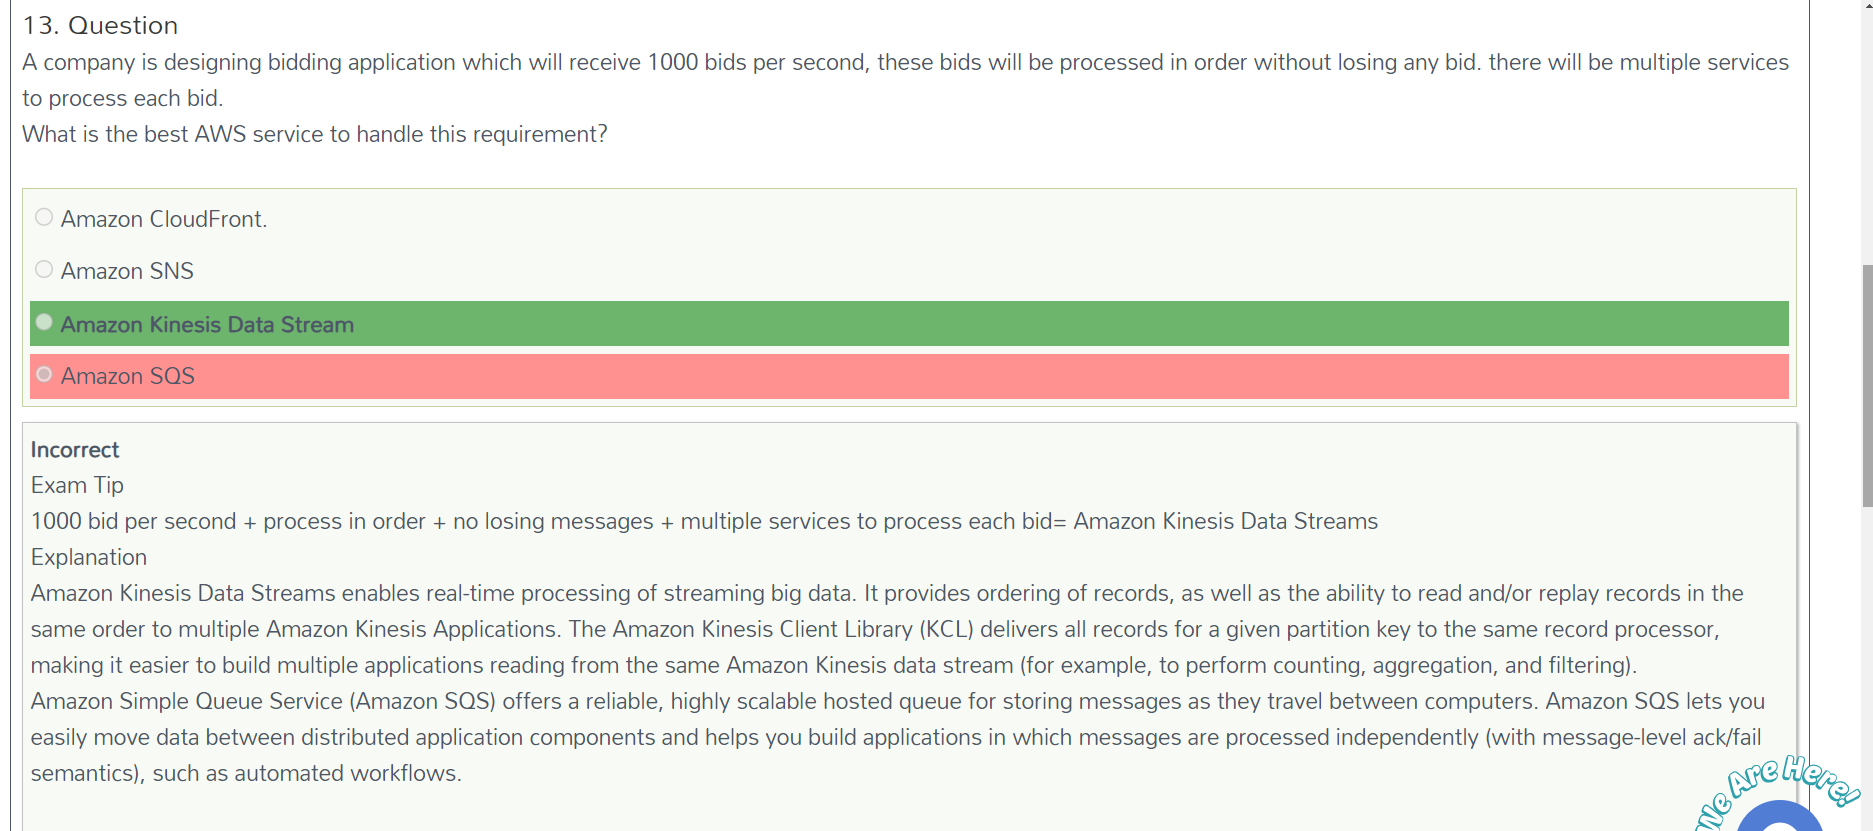 13. Question
A company is designing bidding application which will receive 1000 bids per second, these bids will be processed in order without losing any bid. there will be multiple services
to process each bid.
What is the best AWS service to handle this requirement?
Amazon CloudFront.
Amazon SNS
Amazon Kinesis Data Stream
Amazon SQS
Incorrect
Exam Tip
1000 bid per second + process in order + no losing messages + multiple services to process each bid= Amazon Kinesis Data Streams
Explanation
Amazon Kinesis Data Streams enables real-time processing of streaming big data. It provides ordering of records, as well as the ability to read and/or replay records in the
same order to multiple Amazon Kinesis Applications. The Amazon Kinesis Client Library (KCL) delivers all records for a given partition key to the same record processor,
making it easier to build multiple applications reading from the same Amazon Kinesis data stream (for example, to perform counting, aggregation, and filtering).
Amazon Simple Queue Service (Amazon SQS) offers a reliable, highly scalable hosted queue for storing messages as they travel between computers. Amazon SQS lets you
easily move data between distributed application components and helps you build applications in which messages are processed independently (with message-level ack/fail
semantics), such as automated workflows.
We Are Here!